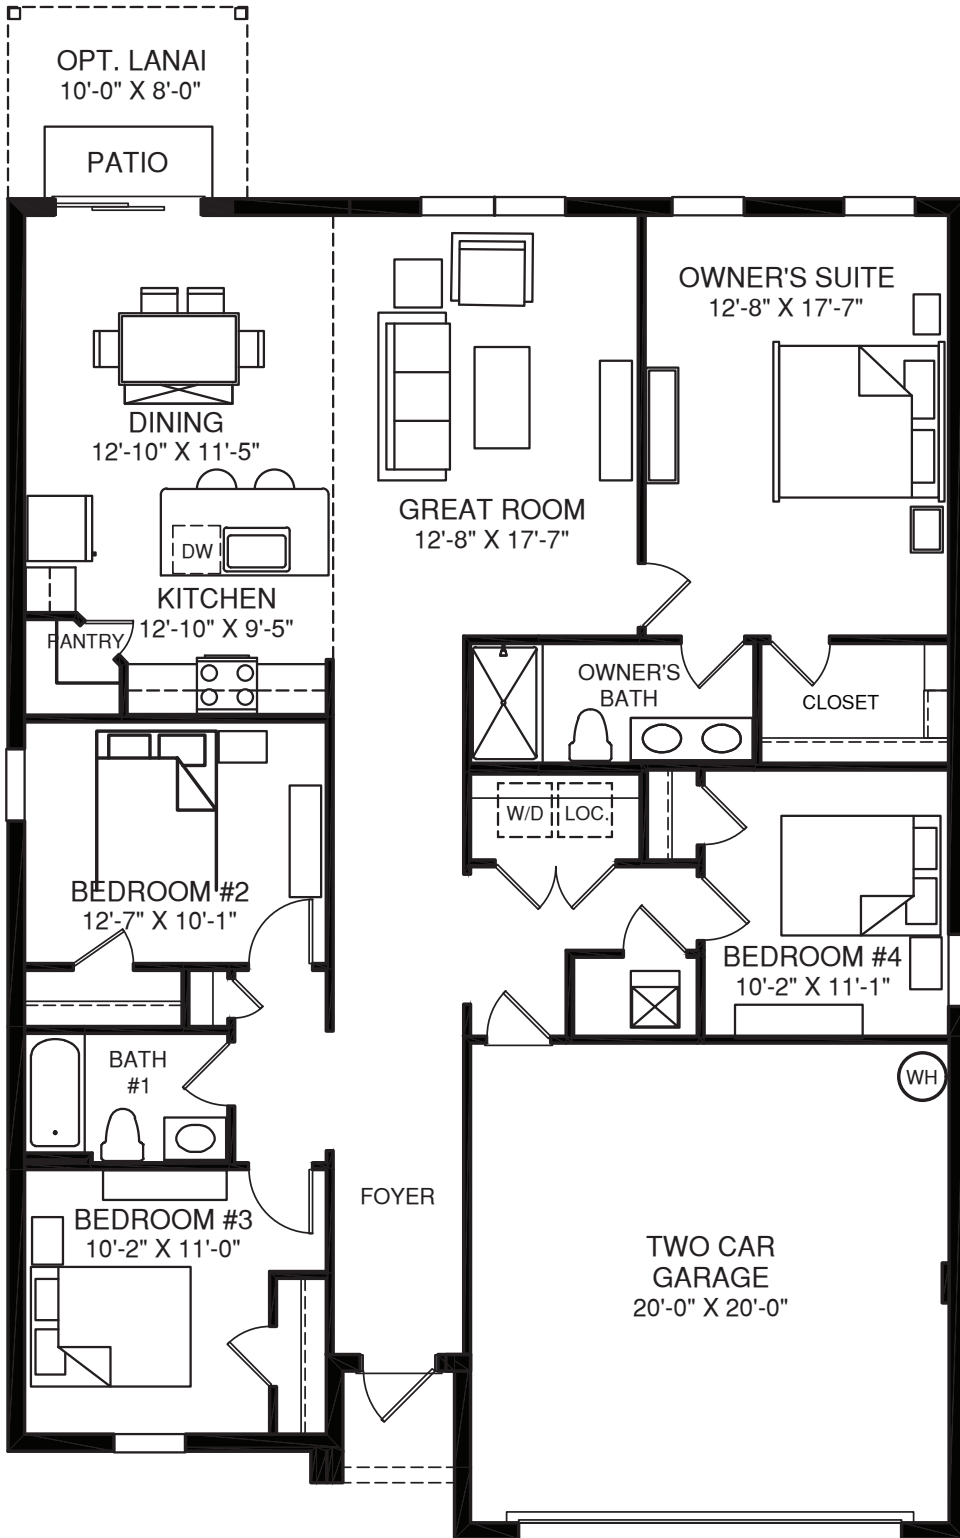 OPT. LANAI
10'-0" X 8'-0"
PATIO
OWNER'S SUITE
12'-8" X 17'-7"
DINING
12'-10" X 11'-5"
GREAT ROOM
12'-8" X 17'-7"
DW
KITCHEN
12'-10" X 9'-5"
PANTRY
OWNER'S
BATH
CLOSET
W/D
LOC.
BEDROOM #2
12'-7" X 10'-1"
BEDROOM #4
10'-2" X 11'-1"
BATH
#1
WH
FOYER
BEDROOM #3
10'-2" X 11'-0"
TWO CAR
GARAGE
20'-0" X 20'-0"